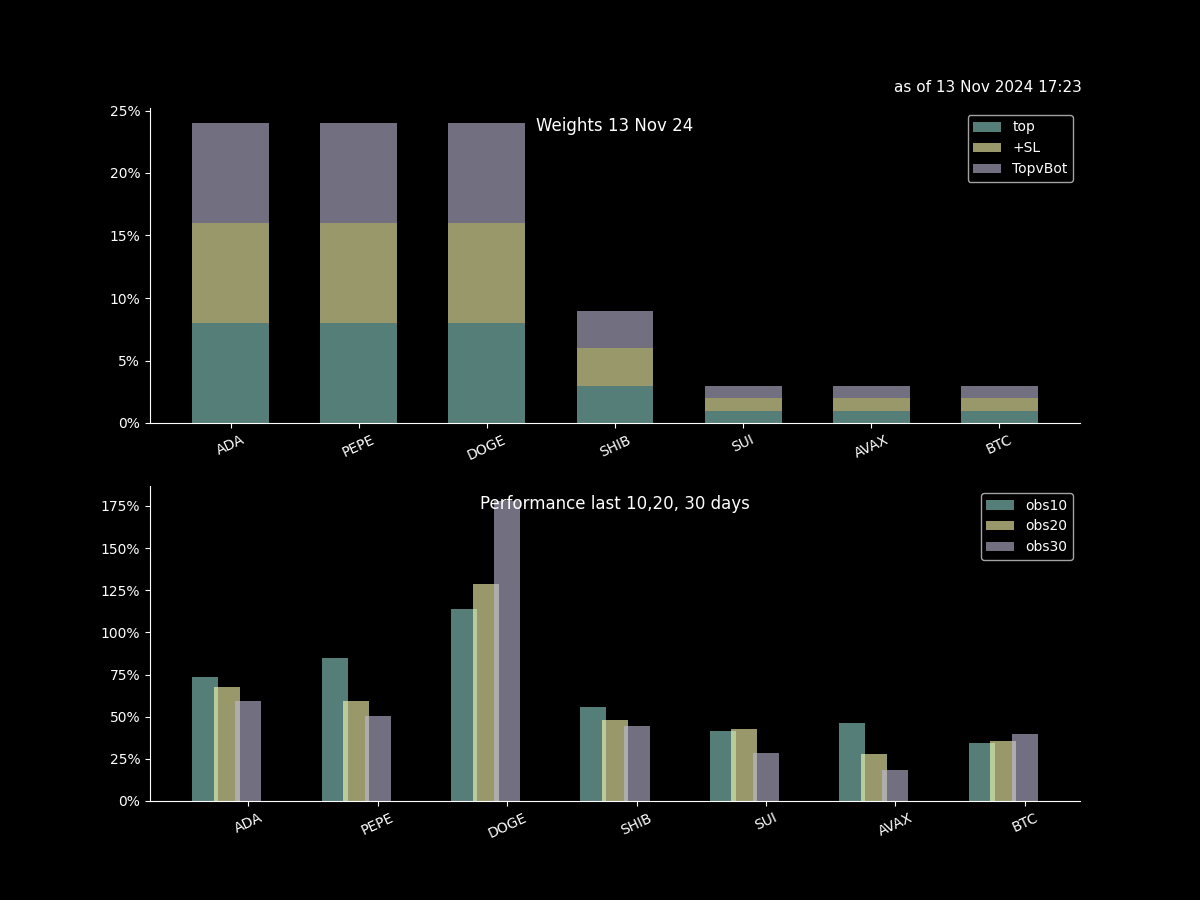 as of 13 Nov 2024 17:23
Weights 13 Nov 24
top
+SL
TopvBot
25%
20%
15%
10%
5%
0%
ADA PEPE DOGE SHIB SUI AVAX BTC
Performance last 10,20, 30 days
obs10
obs20
obs30
175%
150%
125%
100%
75%
50%
25%
0%
ADA PEPE DOGE SHIB SUI AVAX BTC